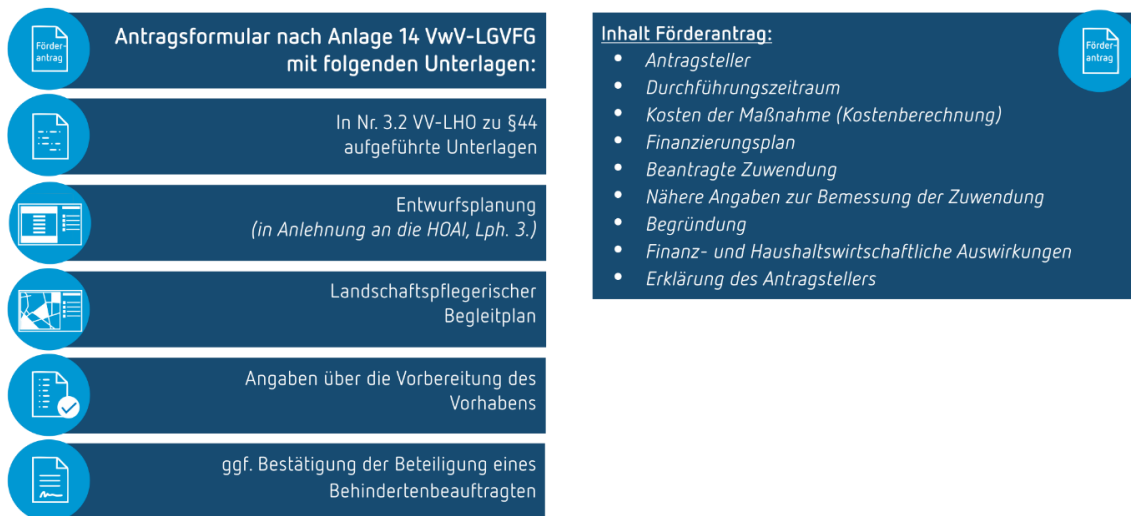 Förder-
antrag
Antragsformular nach Anlage 14 VwV-LGVFG
mit folgenden Unterlagen:
In Nr. 3.2 VV-LHO zu §44
aufgeführte Unterlagen
Entwurfsplanung
(in Anlehnung an die HOAI, Lph. 3.)
Landschaftspflegerischer
Begleitplan
Angaben über die Vorbereitung des
Vorhabens
ggf. Bestätigung der Beteiligung eines
Behindertenbeauftragten
Inhalt Förderantrag:
Förder-
antrag
• Antragsteller
• Durchführungszeitraum
• Kosten der Maßnahme (Kostenberechnung)
• Finanzierungsplan
• Beantragte Zuwendung
• Nähere Angaben zur Bemessung der Zuwendung
• Begründung
• Finanz- und Haushaltswirtschaftliche Auswirkungen
• Erklärung des Antragstellers